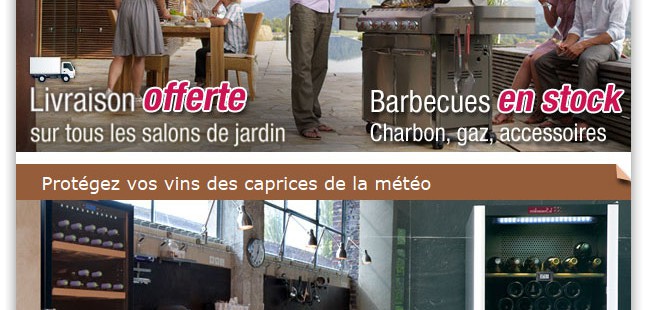 Livraison offerte
sur tous les salons de jardin
Barbecues en stock
Charbon, gaz, accessoires
Protégez vos vins des caprices de la météo